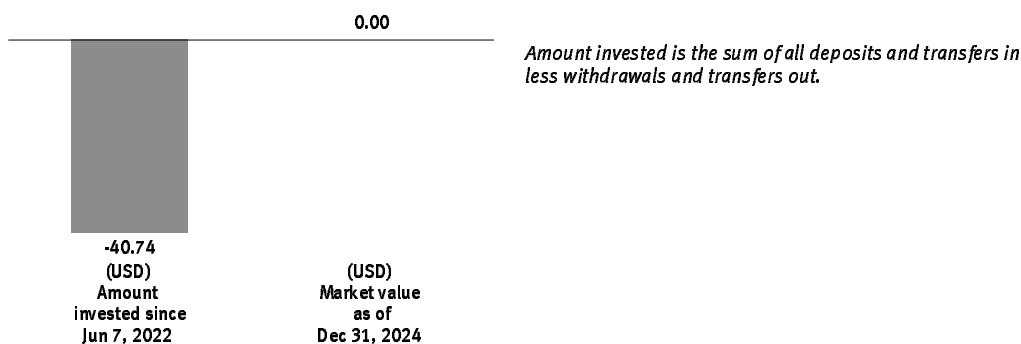 0.00
Amount invested is the sum of all deposits and transfers in
less withdrawals and transfers out.
-40.74
(USD)
Amount
invested since
Jun 7, 2022
(USD)
Market value
as of
Dec 31, 2024